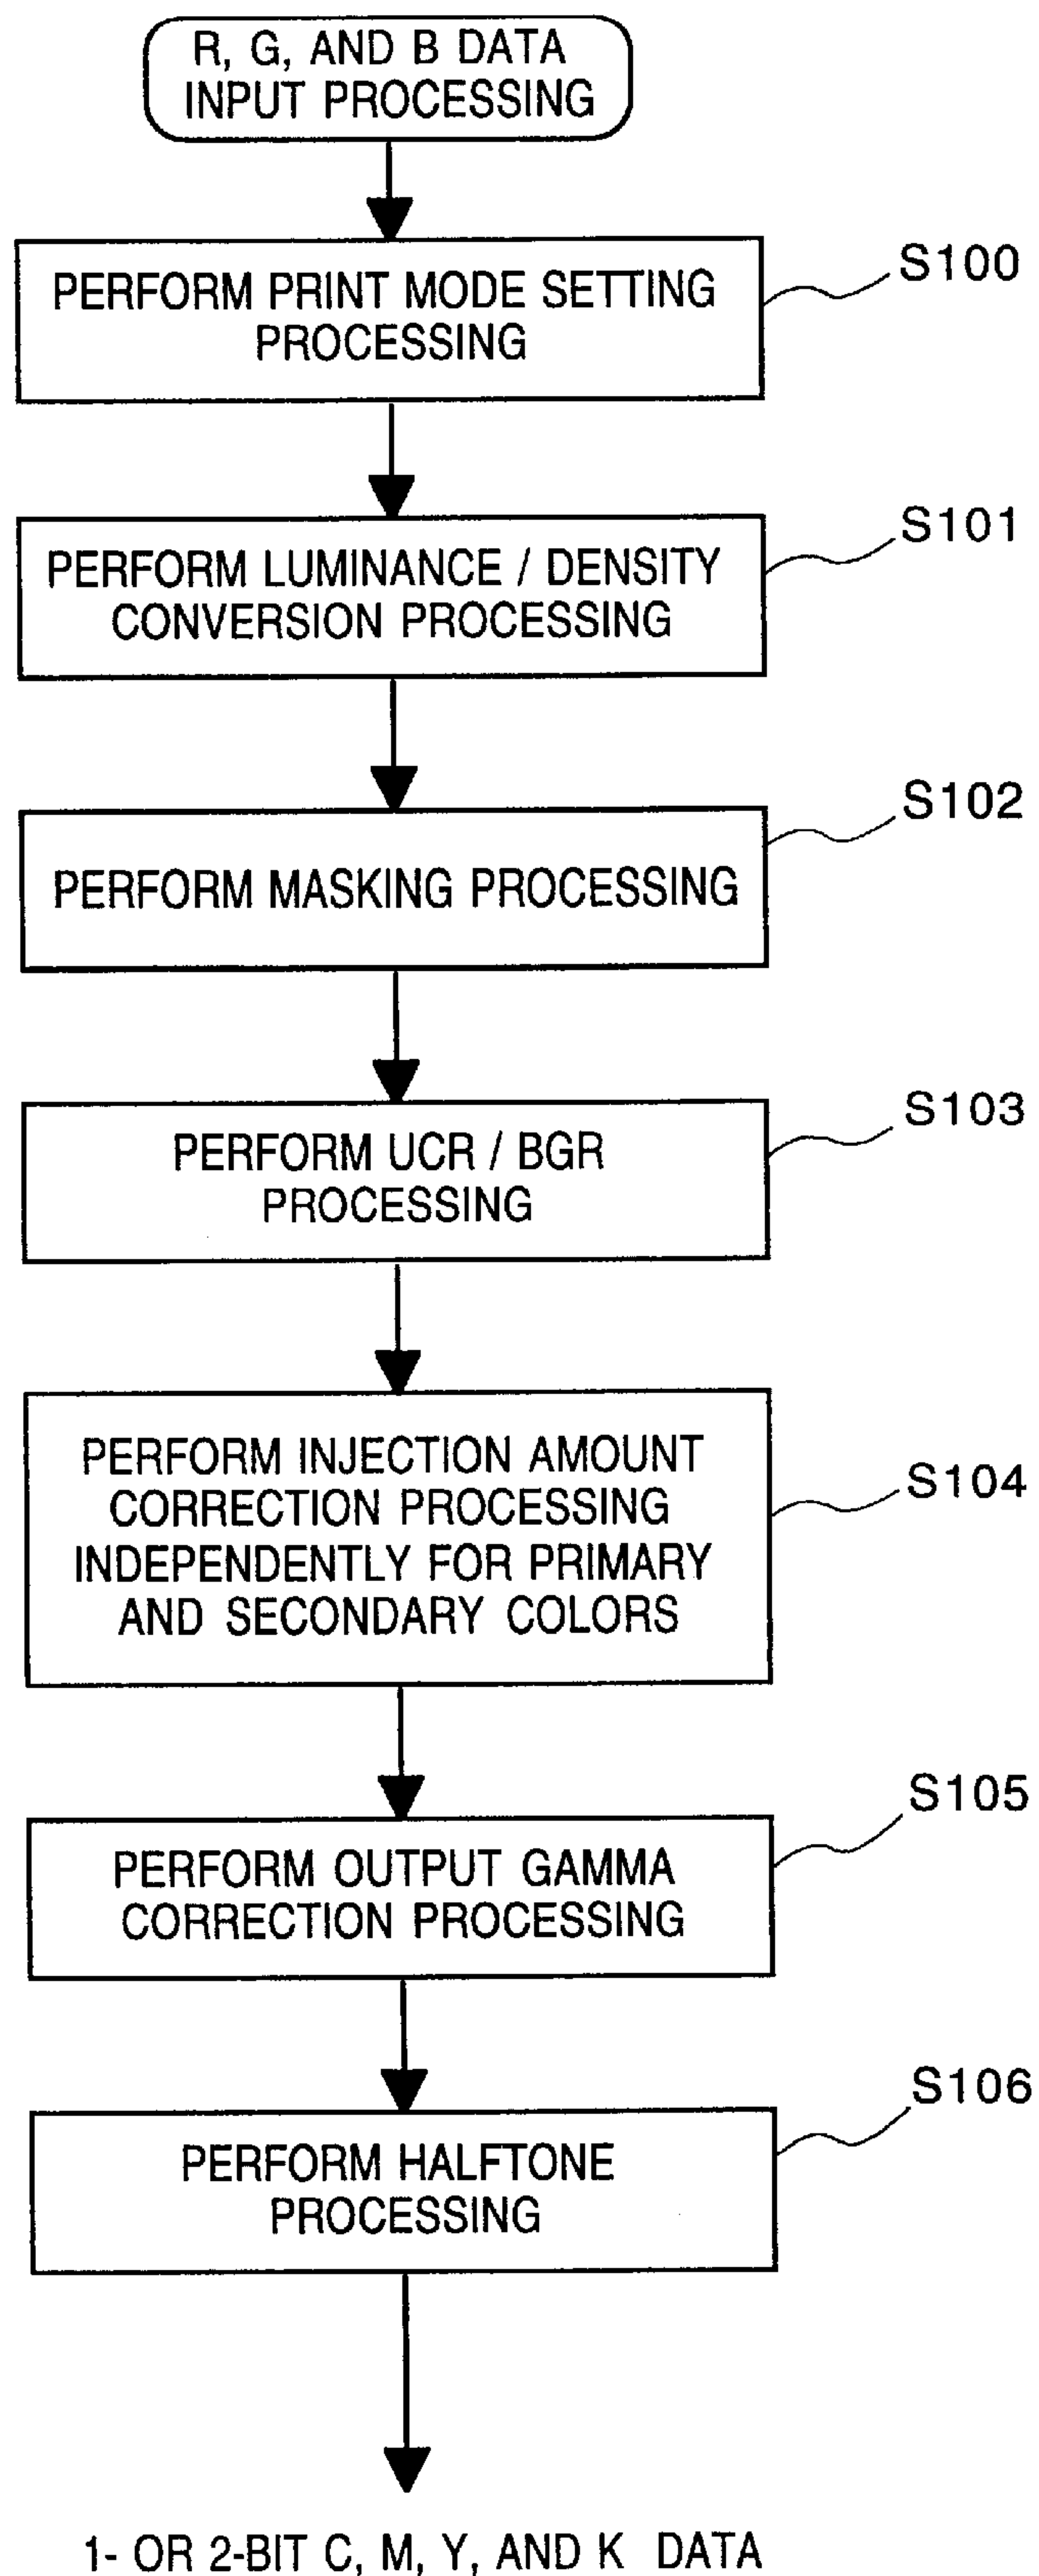 R, G, AND B DATA
INPUT PROCESSING
PERFORM PRINT MODE SETTING
PROCESSING
S100
PERFORM LUMINANCE / DENSITY
CONVERSION PROCESSING
S101
PERFORM MASKING PROCESSING
S102
PERFORM UCR / BGR
PROCESSING
S103
PERFORM INJECTION AMOUNT
CORRECTION PROCESSING
INDEPENDENTLY FOR PRIMARY
AND SECONDARY COLORS
S104
PERFORM OUTPUT GAMMA
CORRECTION PROCESSING
S105
PERFORM HALFTONE
PROCESSING
S106
1- OR 2-BIT C, M, Y, AND K DATA